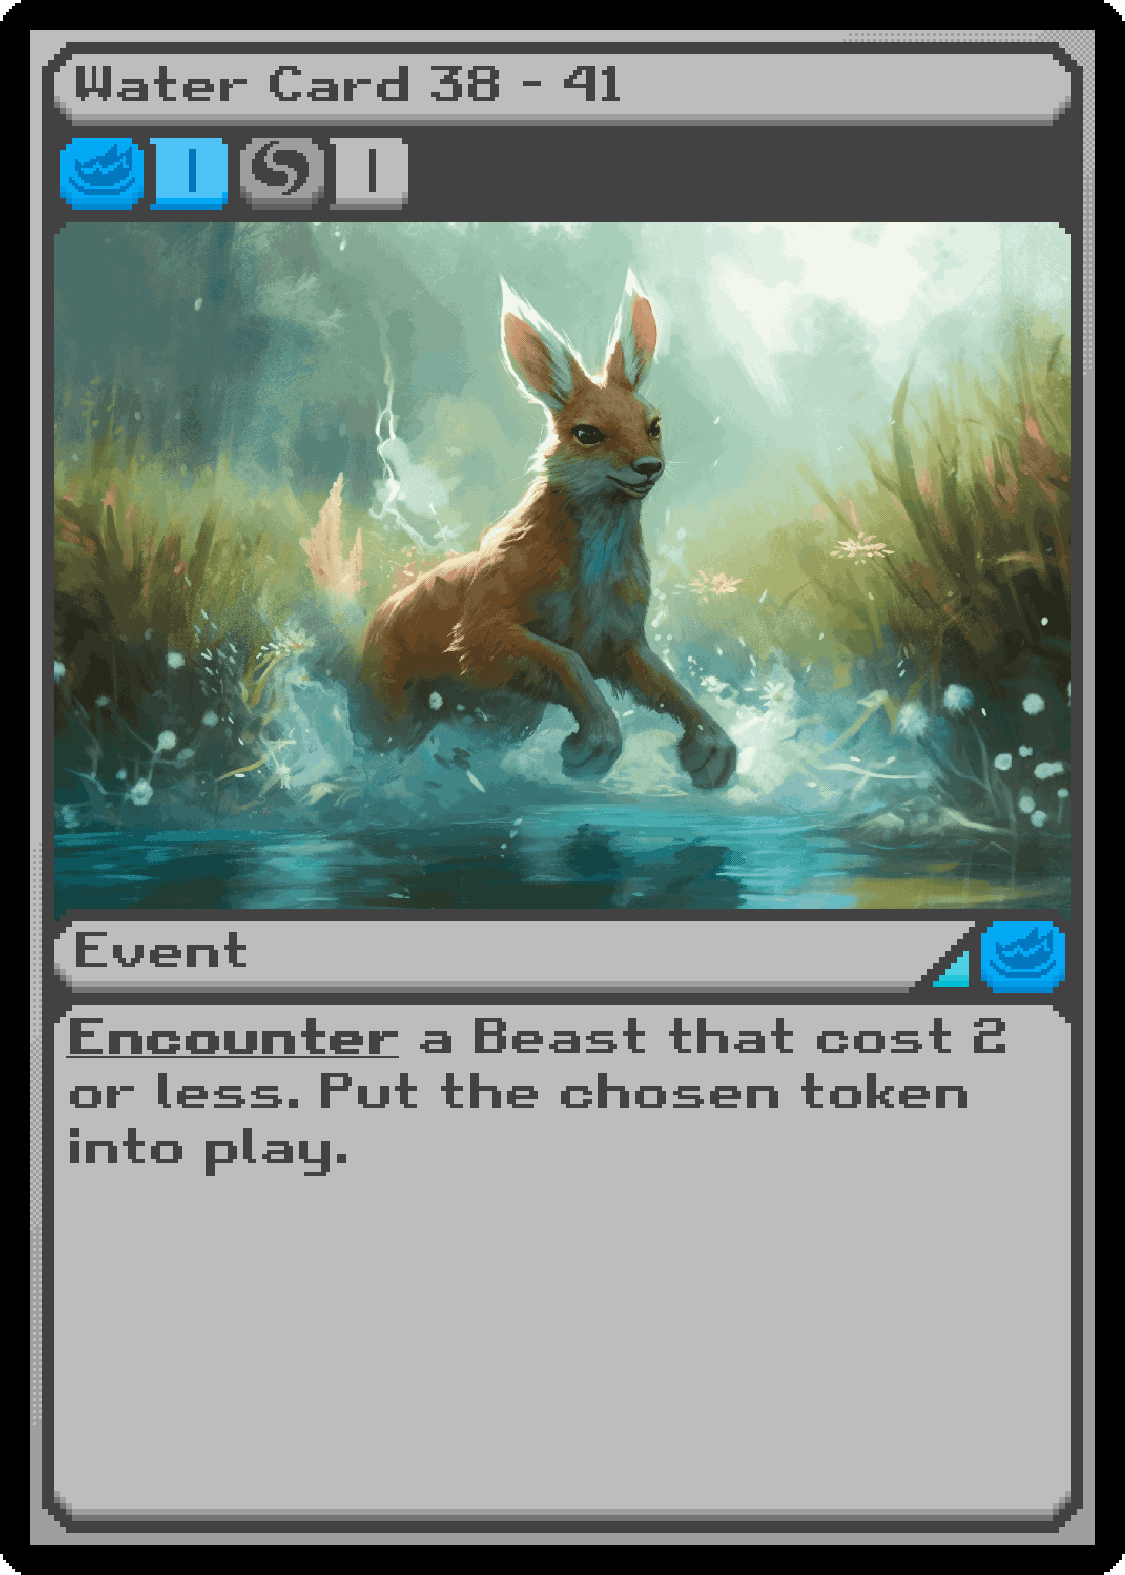 Water Card 38 - 41
1 1
Event
Encounter a Beast that cost 2
or less. Put the chosen token
into play.